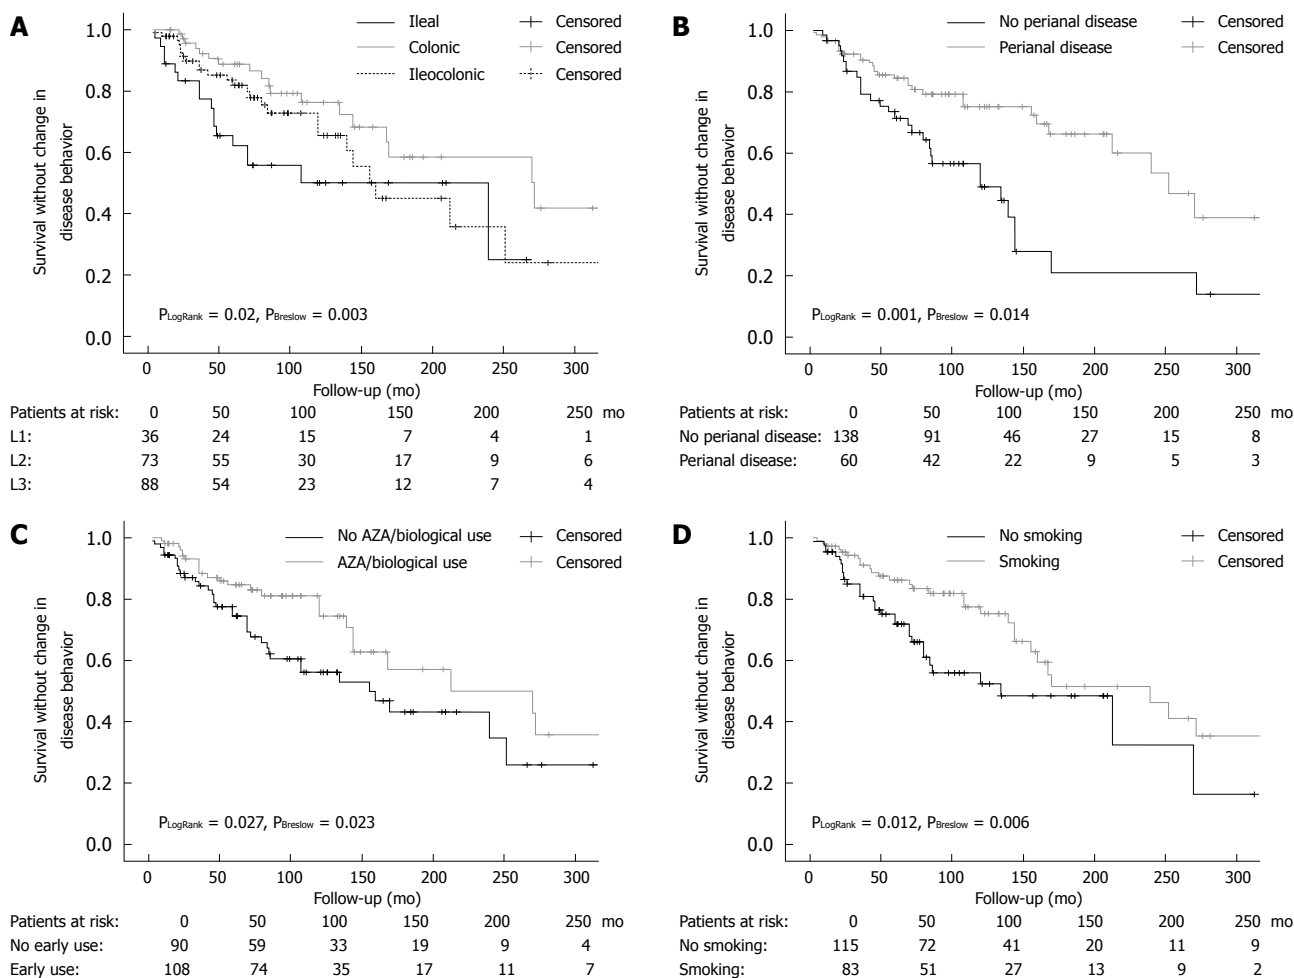 A
Ileal
Censored
Colonic
Censored
Ileocolonic
Censored
Survival without change in
disease behavior
1.0
0.8
0.6
0.4
0.2
0.0
PLogRank = 0.02, PBreslow = 0.003
0 50 100 150 200 250 300
Follow-up (mo)
Patients at risk: 0 50 100 150 200 250 mo
L1: 36 24 15 7 4 1
L2: 73 55 30 17 9 6
L3: 88 54 23 12 7 4
B
No perianal disease
Censored
Perianal disease
Censored
Survival without change in
disease behavior
1.0
0.8
0.6
0.4
0.2
0.0
PLogRank = 0.001, PBreslow = 0.014
0 50 100 150 200 250 300
Follow-up (mo)
Patients at risk: 0 50 100 150 200 250 mo
No perianal disease: 138 91 46 27 15 8
Perianal disease: 60 42 22 9 5 3
C
No AZA/biological use
Censored
AZA/biological use
Censored
Survival without change in
disease behavior
1.0
0.8
0.6
0.4
0.2
0.0
PLogRank = 0.027, PBreslow = 0.023
0 50 100 150 200 250 300
Follow-up (mo)
Patients at risk: 0 50 100 150 200 250 mo
No early use: 90 59 33 19 9 4
Early use: 108 74 35 17 11 7
D
No smoking
Censored
Smoking
Censored
Survival without change in
disease behavior
1.0
0.8
0.6
0.4
0.2
0.0
PLogRank = 0.012, PBreslow = 0.006
0 50 100 150 200 250 300
Follow-up (mo)
Patients at risk: 0 50 100 150 200 250 mo
No smoking: 115 72 41 20 11 9
Smoking: 83 51 27 13 9 2